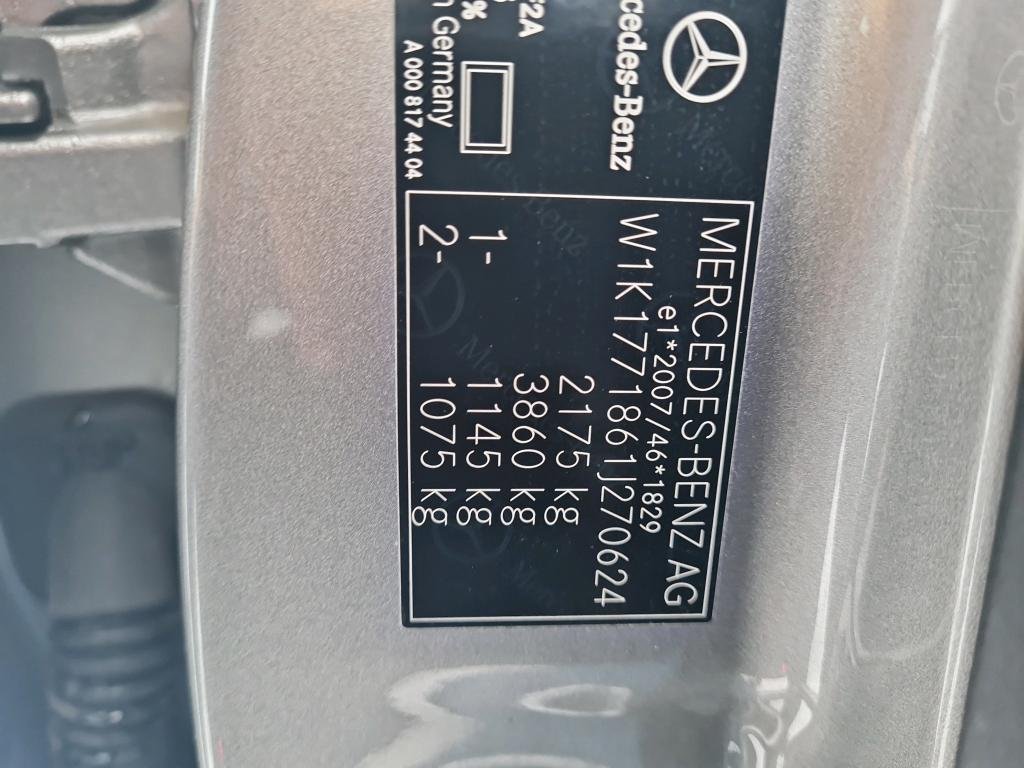 MERCEDES-BENZ AG
e1*2007/46*1829
W1K1771861J270624
2175 kg
3860 kg
1- 1145 kg
2- 1075 kg
cedes-Benz
2A
%
n Germany
A 000 817 44 04